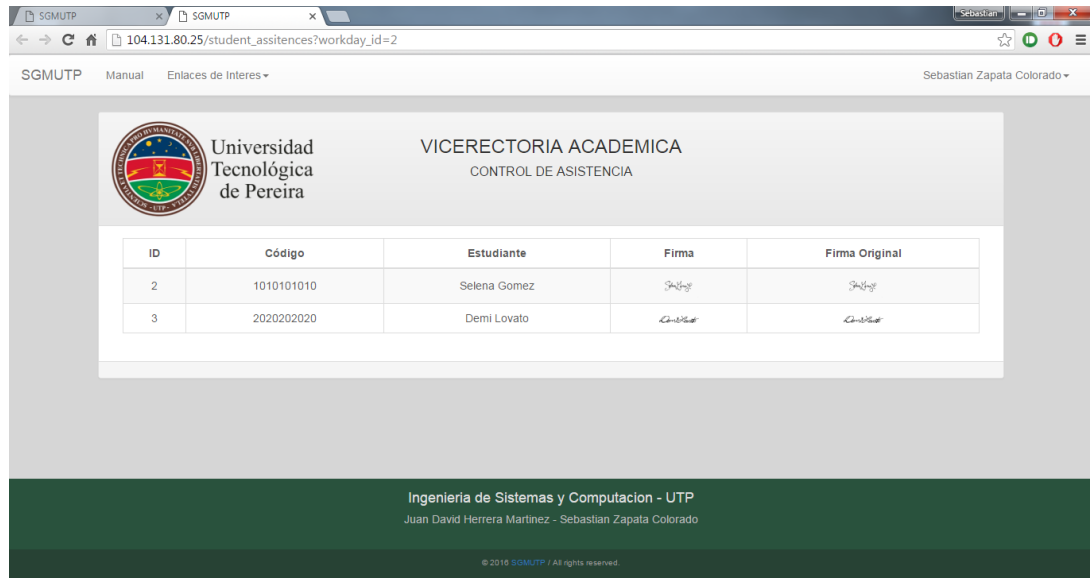 SGMUTP
SGMUTP
Sebastian
104.131.80.25/student_assitences?workday_id=2
SGMUTP Manual Enlaces de Interes Sebastian Zapata Colorado
Universidad
Tecnológica
de Pereira
VICERECTORIA ACADEMICA
CONTROL DE ASISTENCIA
ID Código Estudiante Firma Firma Original
2 1010101010 Selena Gomez
3 2020202020 Demi Lovato
Ingenieria de Sistemas y Computacion - UTP
Juan David Herrera Martinez - Sebastian Zapata Colorado
© 2016 SGMUTP / All rights reserved.